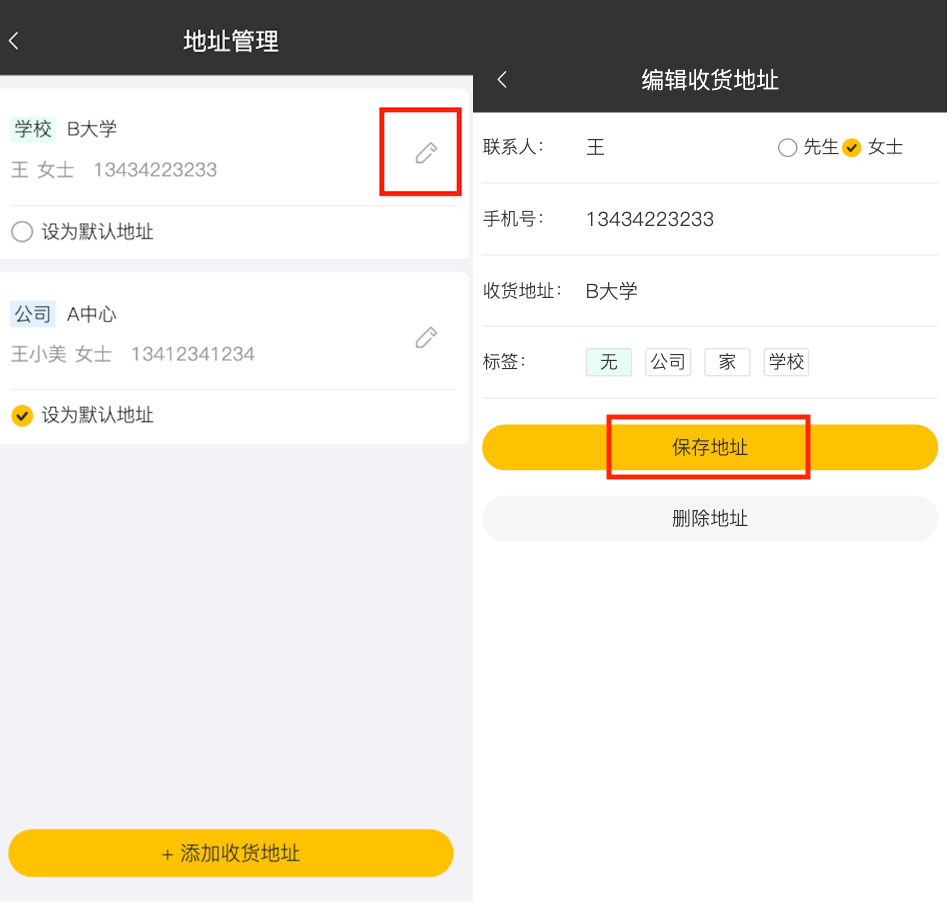 地址管理
学校 B大学
王 女士 13434223233
设为默认地址
公司 A中心
王小美 女士 13412341234
设为默认地址
+ 添加收货地址
编辑收货地址
联系人: 王 先生 女士
手机号: 13434223233
收货地址: B大学
标签: 无 公司 家 学校
保存地址
删除地址